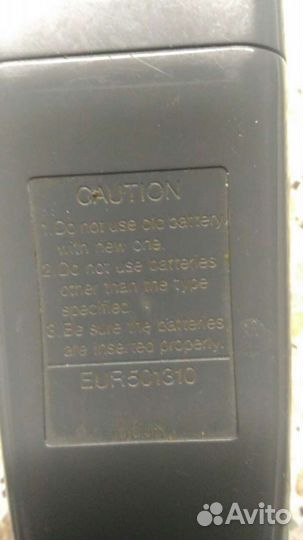 CAUTION
1. Do not use old battery
with new one.
2. Do not use batteries
other than the type
specified.
3. Be sure the batteries
are inserted properly.
EUR501310
Avito